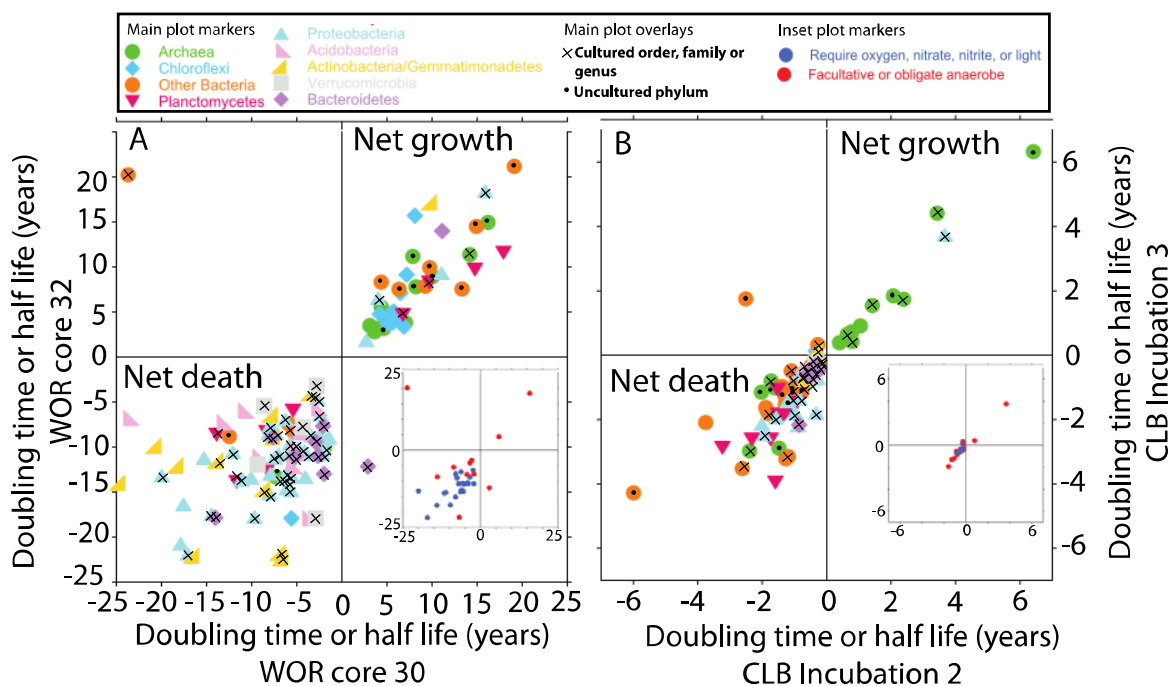 Main plot markers
Archaea
Chloroflexi
Other Bacteria
Planctomycetes
Proteobacteria
Acidobacteria
Actinobacteria/Gemmatimonadetes
Verrucomicrobia
Bacteroidetes
Main plot overlays
Cultured order, family or
genus
Uncultured phylum
Inset plot markers
Require oxygen, nitrate, nitrite, or light
Facultative or obligate anaerobe
A
Net growth
Net death
20
15
10
5
0
-5
-10
-15
-20
-25
-25 -20 -15 -10 -5 0 5 10 15 20 25
Doubling time or half life (years)
WOR core 32
Doubling time or half life (years)
WOR core 30
25
0
-25
-25 0 25
B
Net growth
Net death
6
4
2
0
-2
-4
-6
-6 -4 -2 0 2 4 6
Doubling time or half life (years)
CLB Incubation 3
Doubling time or half life (years)
CLB Incubation 2
6
0
-6
-6 0 6